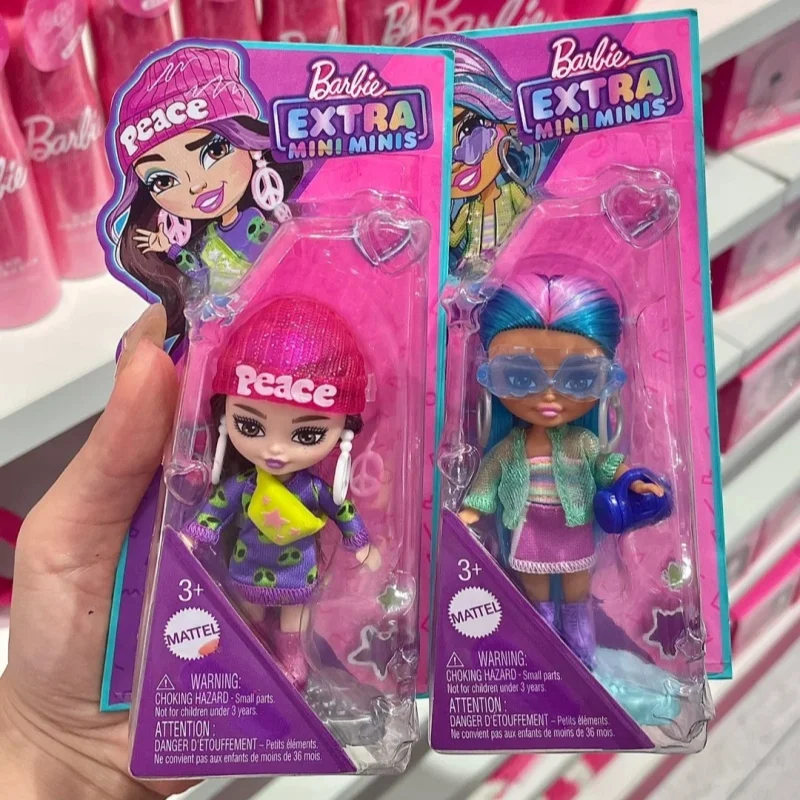 Barbie
Peace
Barbie
EXTRA
MINI MINIS
Barbie
EXTRA
MINI MINIS
Barbie
Peace
3+
MATTEL
WARNING:
CHOKING HAZARD - Small parts.
Not for children under 3 years.
ATTENTION :
DANGER D'ÉTOUFFEMENT – Petits éléments.
Ne convient pas aux enfants de moins de 36 mois.
3+
MATTEL
WARNING:
CHOKING HAZARD - Small parts.
Not for children under 3 years.
ATTENTION :
DANGER D'ÉTOUFFEMENT – Petits éléments.
Ne convient pas aux enfants de moins de 36 mois.